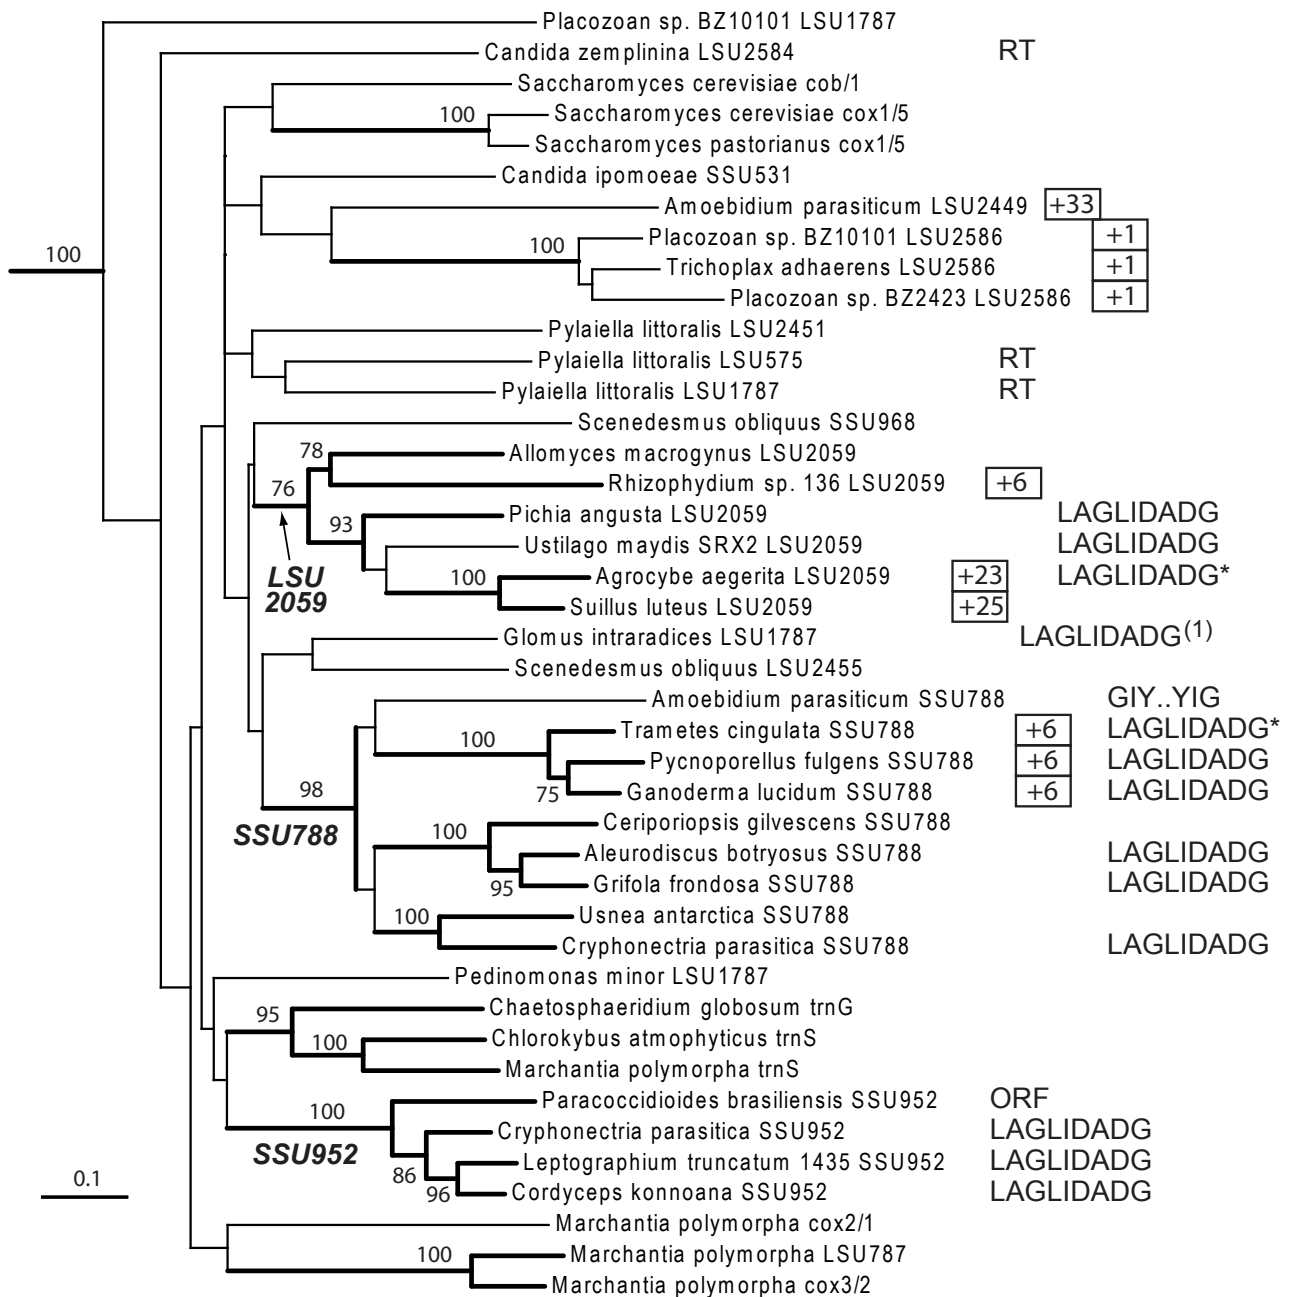 Placozoan sp. BZ10101 LSU1787
Candida zemplinina LSU2584 RT
Saccharomyces cerevisiae cob/1
100 Saccharomyces cerevisiae cox1/5
Saccharomyces pastorianus cox1/5
Candida ipomoeae SSU531
Amoebidium parasiticum LSU2449 +33
100 100 Placozoan sp. BZ10101 LSU2586 +1
Trichoplax adhaerens LSU2586 +1
Placozoan sp. BZ2423 LSU2586 +1
Pylaiella littoralis LSU2451
Pylaiella littoralis LSU575 RT
Pylaiella littoralis LSU1787 RT
Scenedesmus obliquus SSU968
78 Allomyces macrogynus LSU2059
76 Rhizophydium sp. 136 LSU2059 +6
93 Pichia angusta LSU2059 LAGLIDADG
Ustilago maydis SRX2 LSU2059 LAGLIDADG
LSU 2059 100 Agrocybe aegerita LSU2059 +23 LAGLIDADG*
Suillus luteus LSU2059 +25
Glomus intraradices LSU1787 LAGLIDADG(1)
Scenedesmus obliquus LSU2455
Amoebidium parasiticum SSU788 GIY..YIG
100 Trametes cingulata SSU788 +6 LAGLIDADG*
Pycnoporellus fulgens SSU788 +6 LAGLIDADG
98 75 Ganoderma lucidum SSU788 +6 LAGLIDADG
SSU788 100 Ceriporiopsis gilvescens SSU788
Aleurodiscus botryosus SSU788 LAGLIDADG
95 Grifola frondosa SSU788 LAGLIDADG
100 Usnea antarctica SSU788
Cryphonectria parasitica SSU788 LAGLIDADG
Pedinomonas minor LSU1787
95 Chaetosphaeridium globosum trnG
100 Chlorokybus atmophyticus trnS
Marchantia polymorpha trnS
100 Paracoccidioides brasiliensis SSU952 ORF
SSU952 Cryphonectria parasitica SSU952 LAGLIDADG
86 Leptographium truncatum 1435 SSU952 LAGLIDADG
0.1 96 Cordyceps konnoana SSU952 LAGLIDADG
Marchantia polymorpha cox2/1
100 Marchantia polymorpha LSU787
Marchantia polymorpha cox3/2